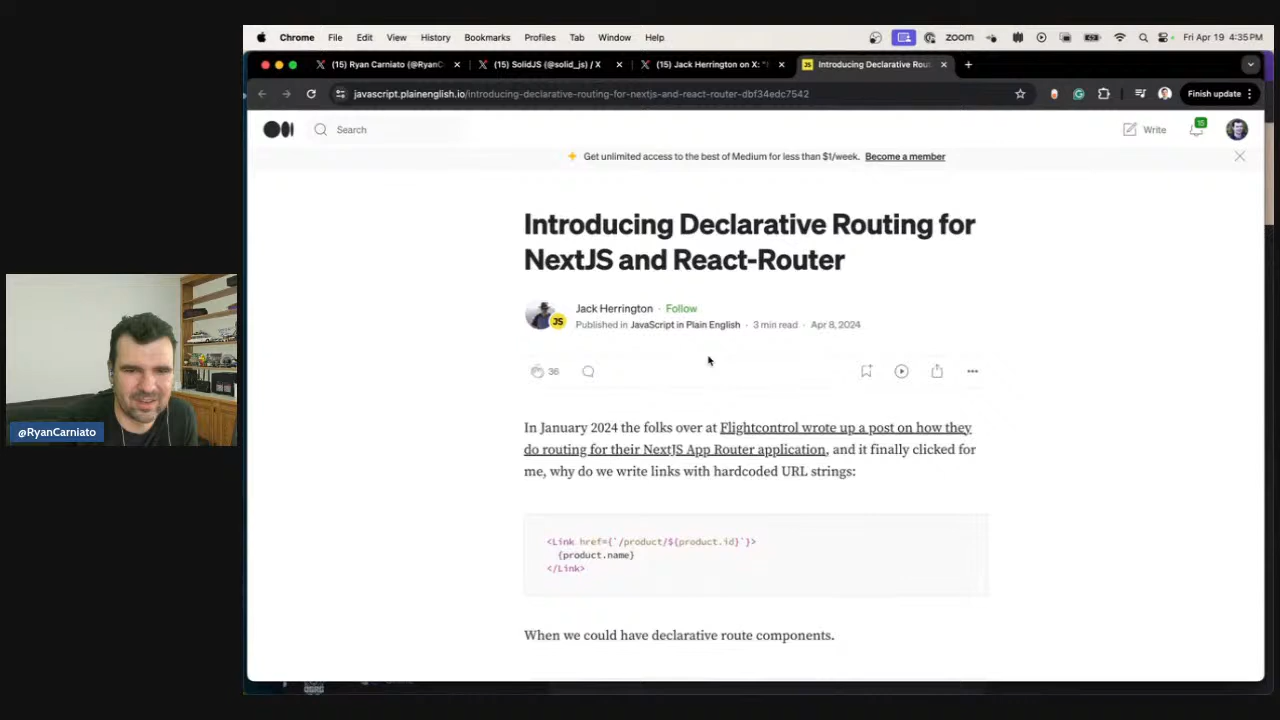 Chrome File Edit View History Bookmarks Profiles Tab Window Help zoom Fri Apr 19 4:35 PM
(15) Ryan Carniato (@RyanC
(15) SolidJS (@solid_js) / X
(15) Jack Herrington on X: "
JS Introducing Declarative Rou
javascript.plainenglish.io/introducing-declarative-routing-for-nextjs-and-react-router-dbf34edc7542
Finish update
Search
Write
15
Get unlimited access to the best of Medium for less than $1/week. Become a member
Introducing Declarative Routing for
NextJS and React-Router
Jack Herrington · Follow
JS
Published in JavaScript in Plain English · 3 min read · Apr 8, 2024
36
In January 2024 the folks over at Flightcontrol wrote up a post on how they
do routing for their NextJS App Router application, and it finally clicked for
me, why do we write links with hardcoded URL strings:
<Link href={`/product/${product.id}`}>
{product.name}
</Link>
When we could have declarative route components.
@RyanCarniato